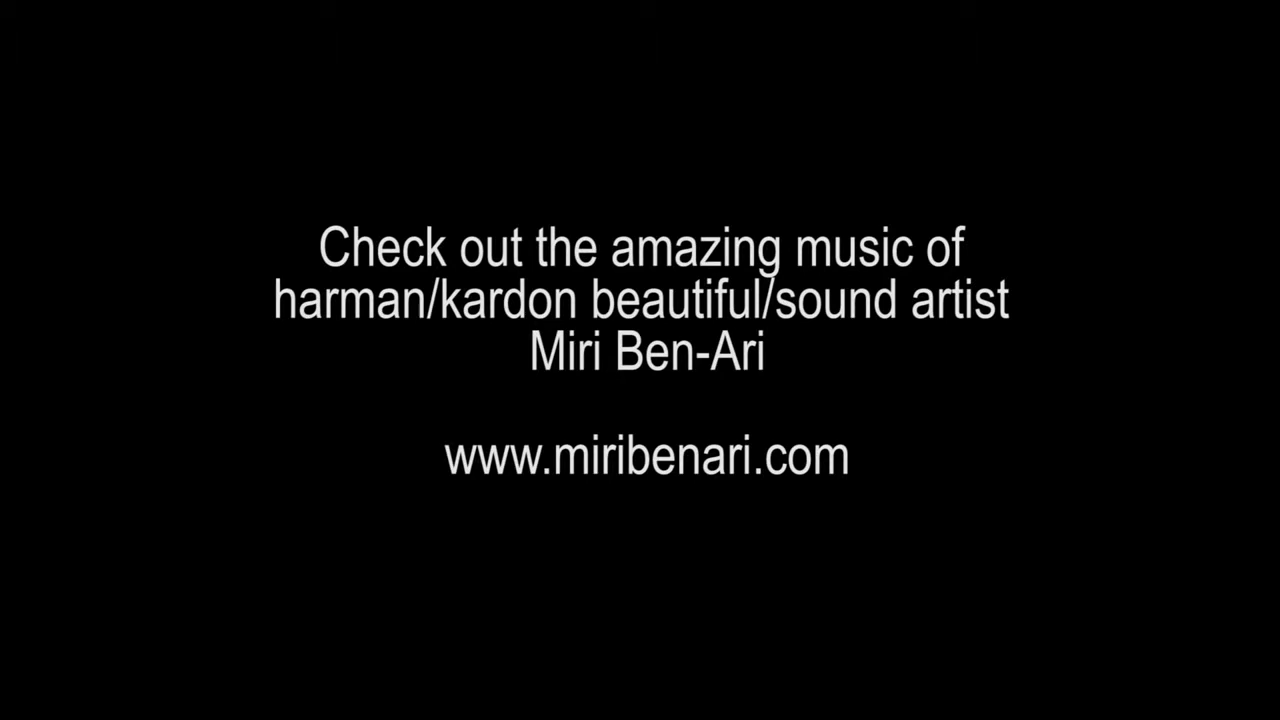 Check out the amazing music of
harman/kardon beautiful/sound artist
Miri Ben-Ari
www.miribenari.com